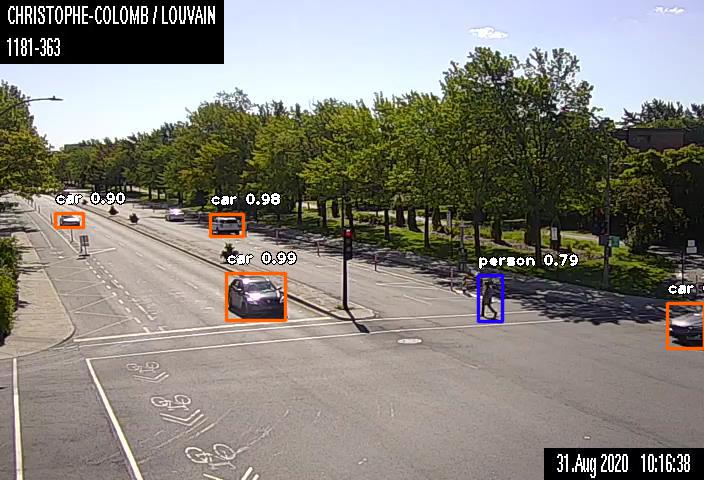 CHRISTOPHE-COLOMB / LOUVAIN
1181-363
car 0.90
car 0.98
car 0.99
person 0.79
car
31.Aug 2020 10:16:38